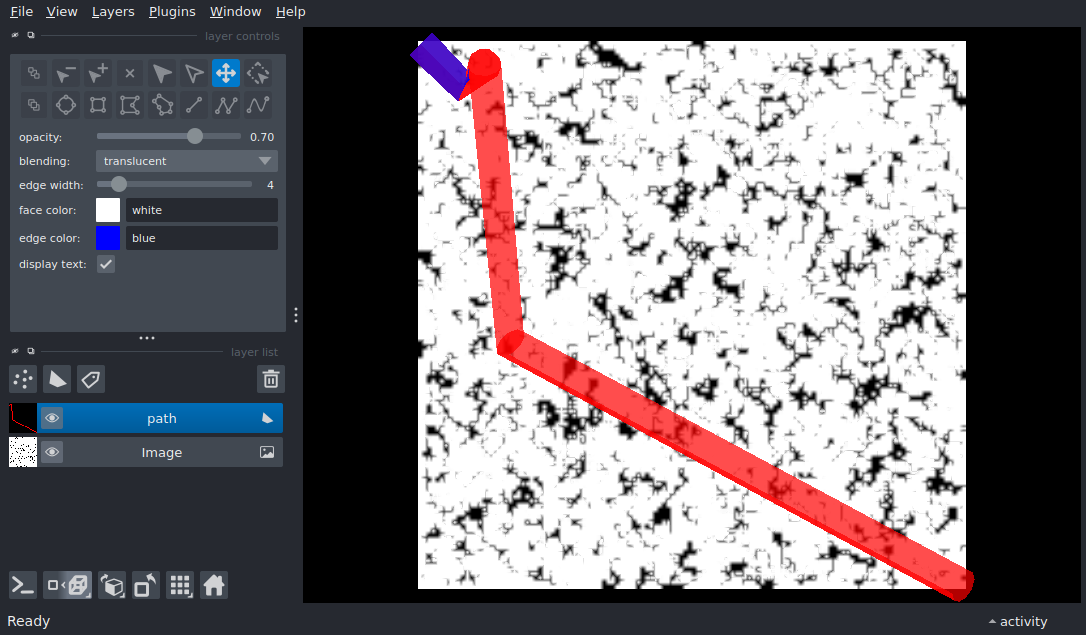 File View Layers Plugins Window Help
layer controls
opacity: 0.70
blending: translucent
edge width: 4
face color: white
edge color: blue
display text:
layer list
path
Image
Ready
activity